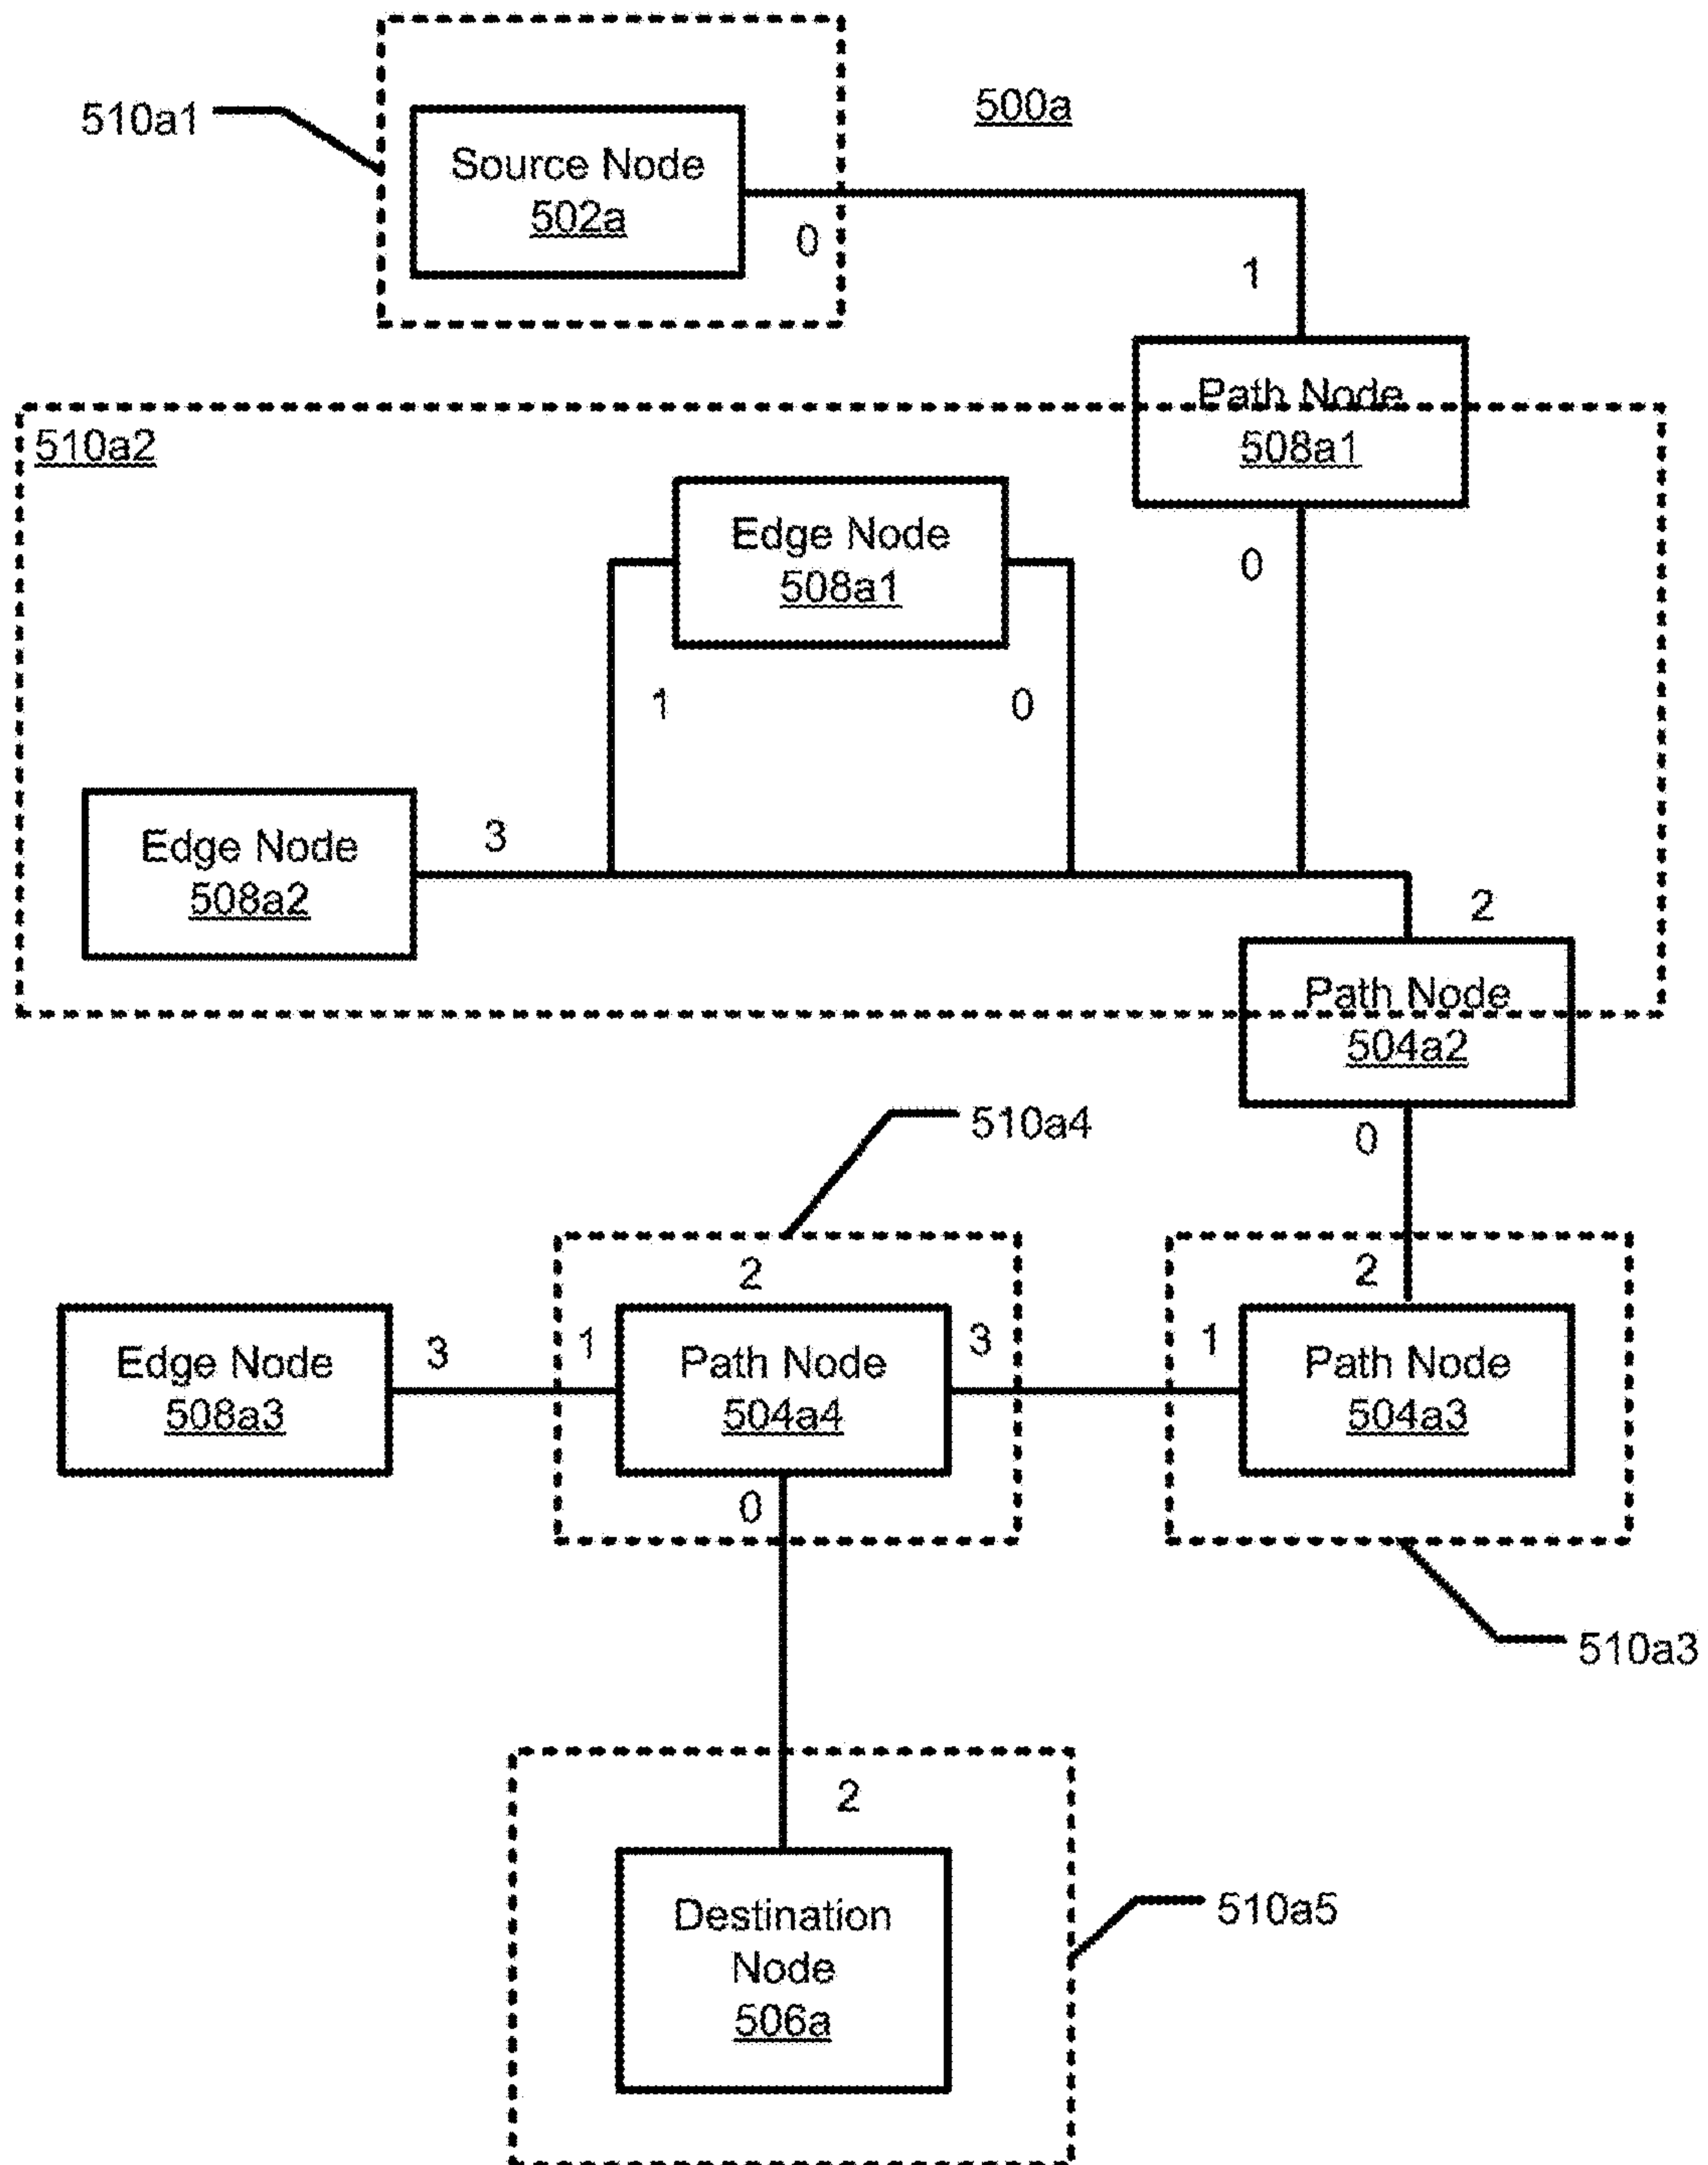 500a
510a1
Source Node
502a
0
1
Path Node
508a1
510a2
Edge Node
508a1
0
1
0
Edge Node
508a2
3
2
Path Node
504a2
0
510a4
2
2
Edge Node
508a3
3
1
Path Node
504a4
3
1
Path Node
504a3
0
510a3
2
Destination
Node
506a
510a5